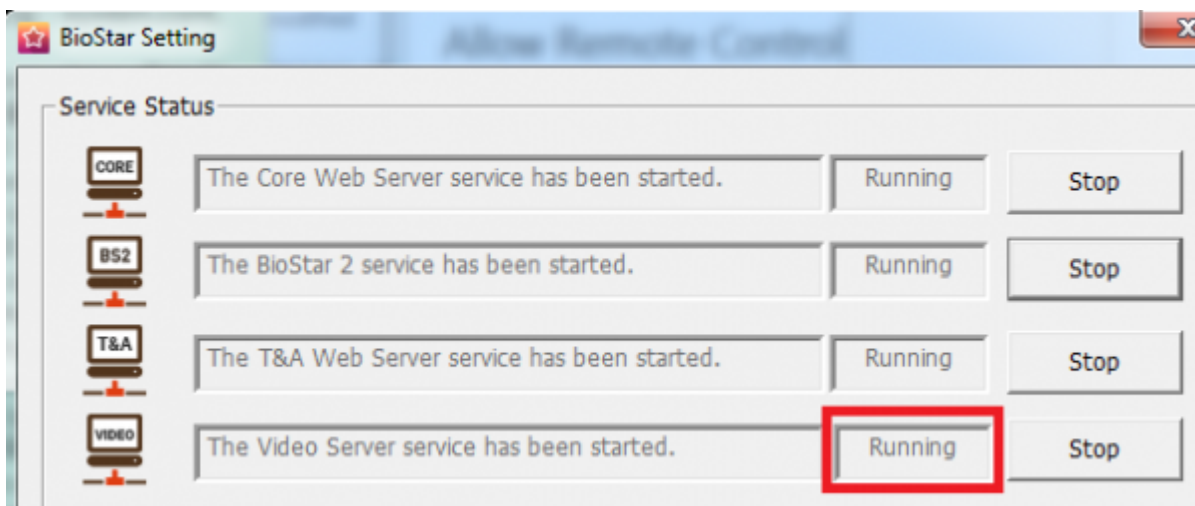 BioStar Setting
Allow Remote Control
Service Status
CORE
The Core Web Server service has been started.
Running
Stop
BS2
The BioStar 2 service has been started.
Running
Stop
T&A
The T&A Web Server service has been started.
Running
Stop
VIDEO
The Video Server service has been started.
Running
Stop